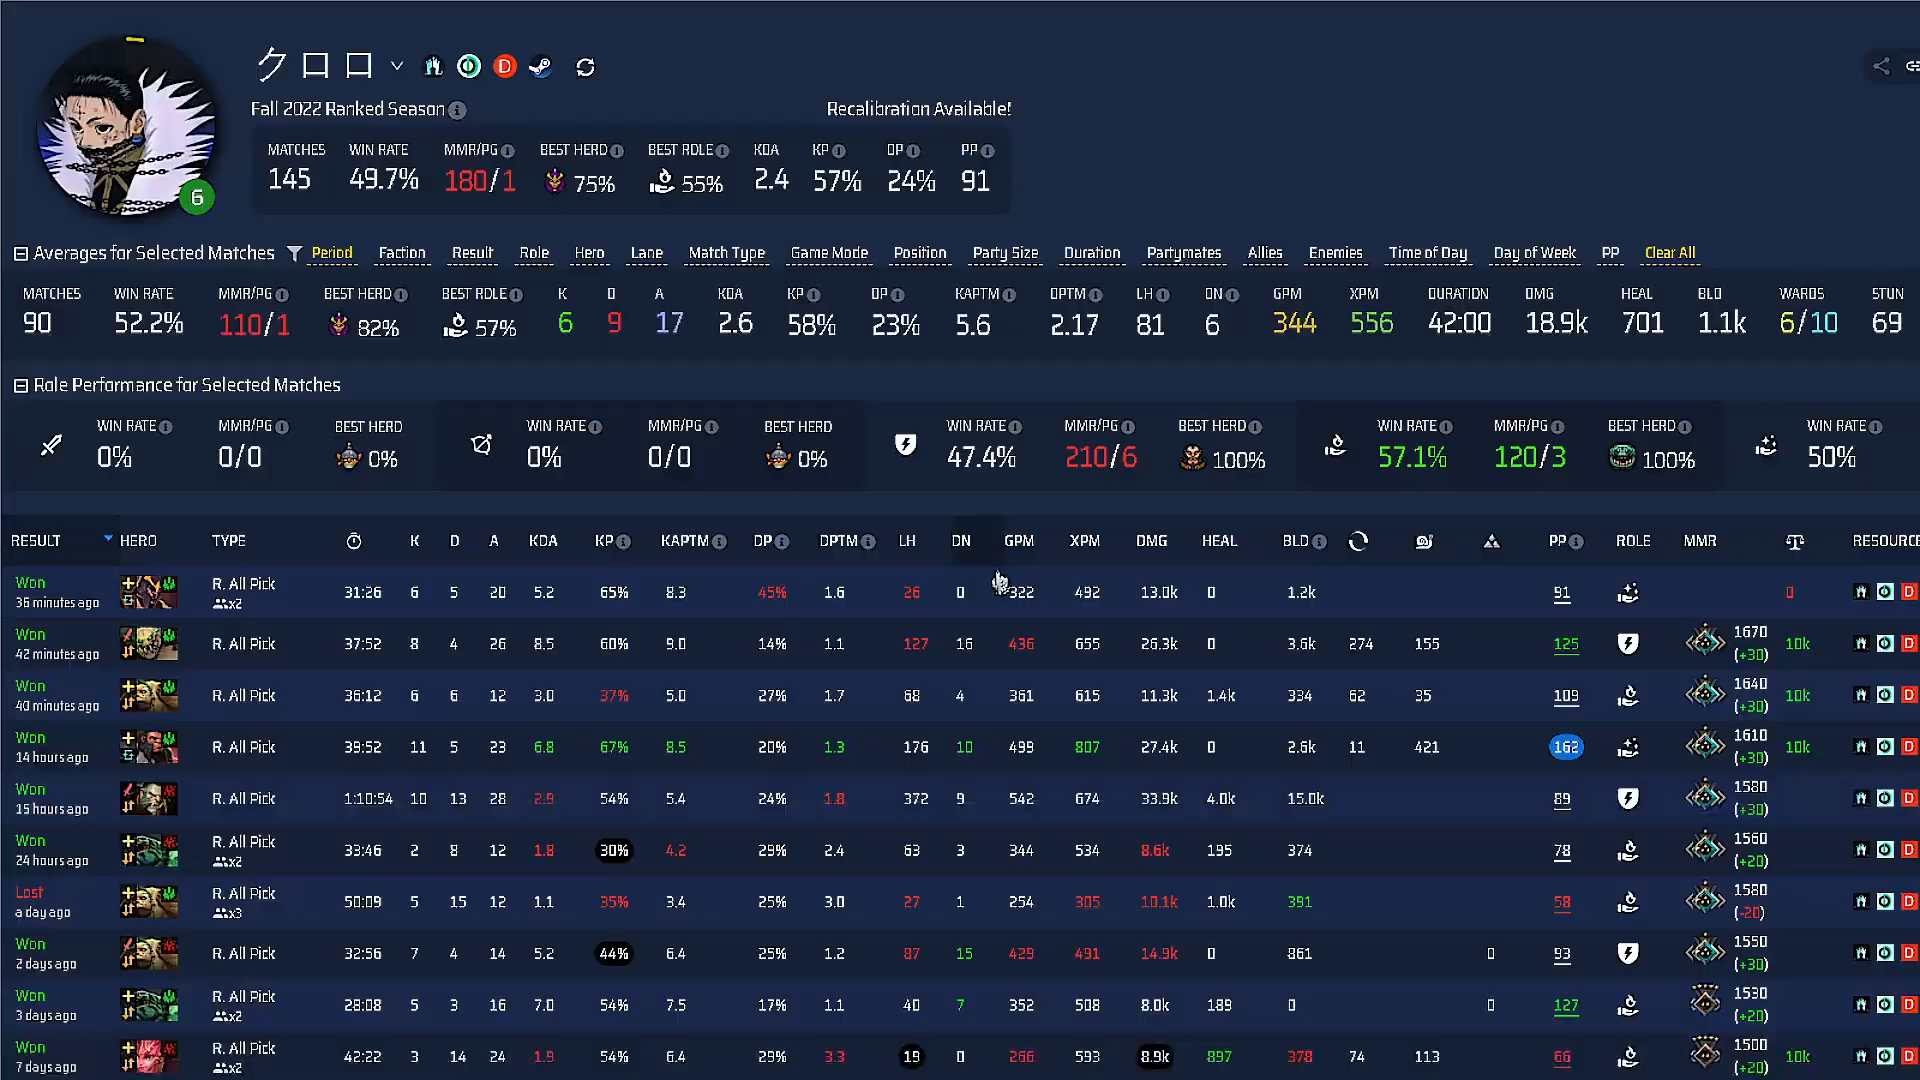 クロロ
D
Fall 2022 Ranked Season
Recalibration Available!
MATCHES WIN RATE MMR/PG BEST HERO BEST ROLE KDA KP DP PP
145 49.7% 180/1 75% 55% 2.4 57% 24% 91
6
Averages for Selected Matches Period Faction Result Role Hero Lane Match Type Game Mode Position Party Size Duration Partymates Allies Enemies Time of Day Day of Week PP Clear All
MATCHES WIN RATE MMR/PG BEST HERO BEST ROLE K D A KDA KP DP KAPTM DPTM LH DN GPM XPM DURATION DMG HEAL BLD WARDS STUN
90 52.2% 110/1 82% 57% 6 9 17 2.6 58% 23% 5.6 2.17 81 6 344 556 42:00 18.9k 701 1.1k 6/10 69
Role Performance for Selected Matches
WIN RATE MMR/PG BEST HERO WIN RATE MMR/PG BEST HERO WIN RATE MMR/PG BEST HERO WIN RATE MMR/PG BEST HERO WIN RATE
0% 0/0 0% 0% 0/0 0% 47.4% 210/6 100% 57.1% 120/3 100% 50%
RESULT HERO TYPE K D A KDA KP KAPTM DP DPTM LH DN GPM XPM DMG HEAL BLD PP ROLE MMR RESOURCE
Won R. All Pick
36 minutes ago x2 31:26 6 5 20 5.2 65% 8.3 45% 1.6 26 0 322 492 13.0k 0 1.2k 91 0 D
Won 1670
42 minutes ago R. All Pick 37:52 8 4 26 8.5 60% 9.0 14% 1.1 127 16 436 655 26.3k 0 3.6k 274 155 125 (+30) 10k D
Won 1640
40 minutes ago R. All Pick 36:12 6 6 12 3.0 37% 5.0 27% 1.7 68 4 361 615 11.3k 1.4k 334 62 35 109 (+30) 10k D
Won 1610
14 hours ago R. All Pick 39:52 11 5 23 6.8 67% 8.5 20% 1.3 176 10 499 807 27.4k 0 2.6k 11 421 162 (+30) 10k D
Won 1580
15 hours ago R. All Pick 1:10:54 10 13 28 2.9 54% 5.4 24% 1.8 372 9 542 674 33.9k 4.0k 15.0k 89 (+30) D
Won R. All Pick 1560
24 hours ago x2 33:46 2 8 12 1.8 30% 4.2 29% 2.4 63 3 344 534 8.6k 195 374 78 (+20) D
Lost R. All Pick 1580
a day ago x3 50:09 5 15 12 1.1 35% 3.4 25% 3.0 27 1 254 305 10.1k 1.0k 391 58 (-20) D
Won 1550
2 days ago R. All Pick 32:56 7 4 14 5.2 44% 6.4 25% 1.2 87 15 429 491 14.9k 0 861 0 93 (+30) D
Won R. All Pick 1530
3 days ago x2 28:08 5 3 16 7.0 54% 7.5 17% 1.1 40 7 352 508 8.0k 189 0 0 127 (+20) D
Won R. All Pick 1500
7 days ago x2 42:22 3 14 24 1.9 54% 6.4 29% 3.3 19 0 266 593 8.9k 897 378 74 113 66 (+20) 10k D